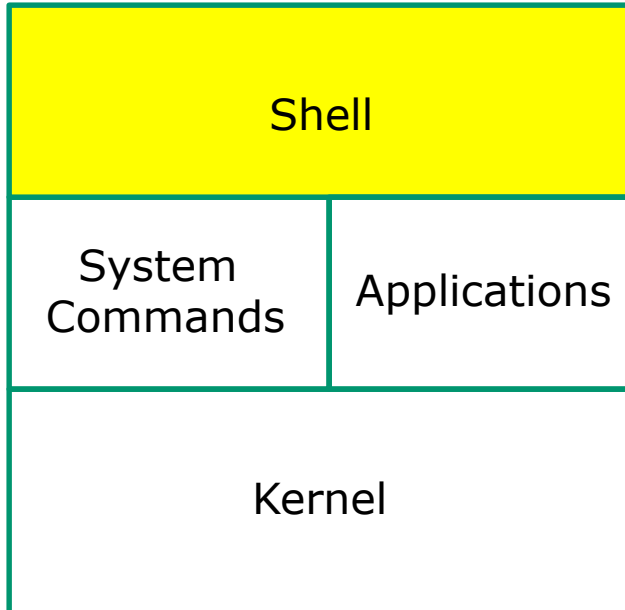 Shell
System
Commands
Applications
Kernel